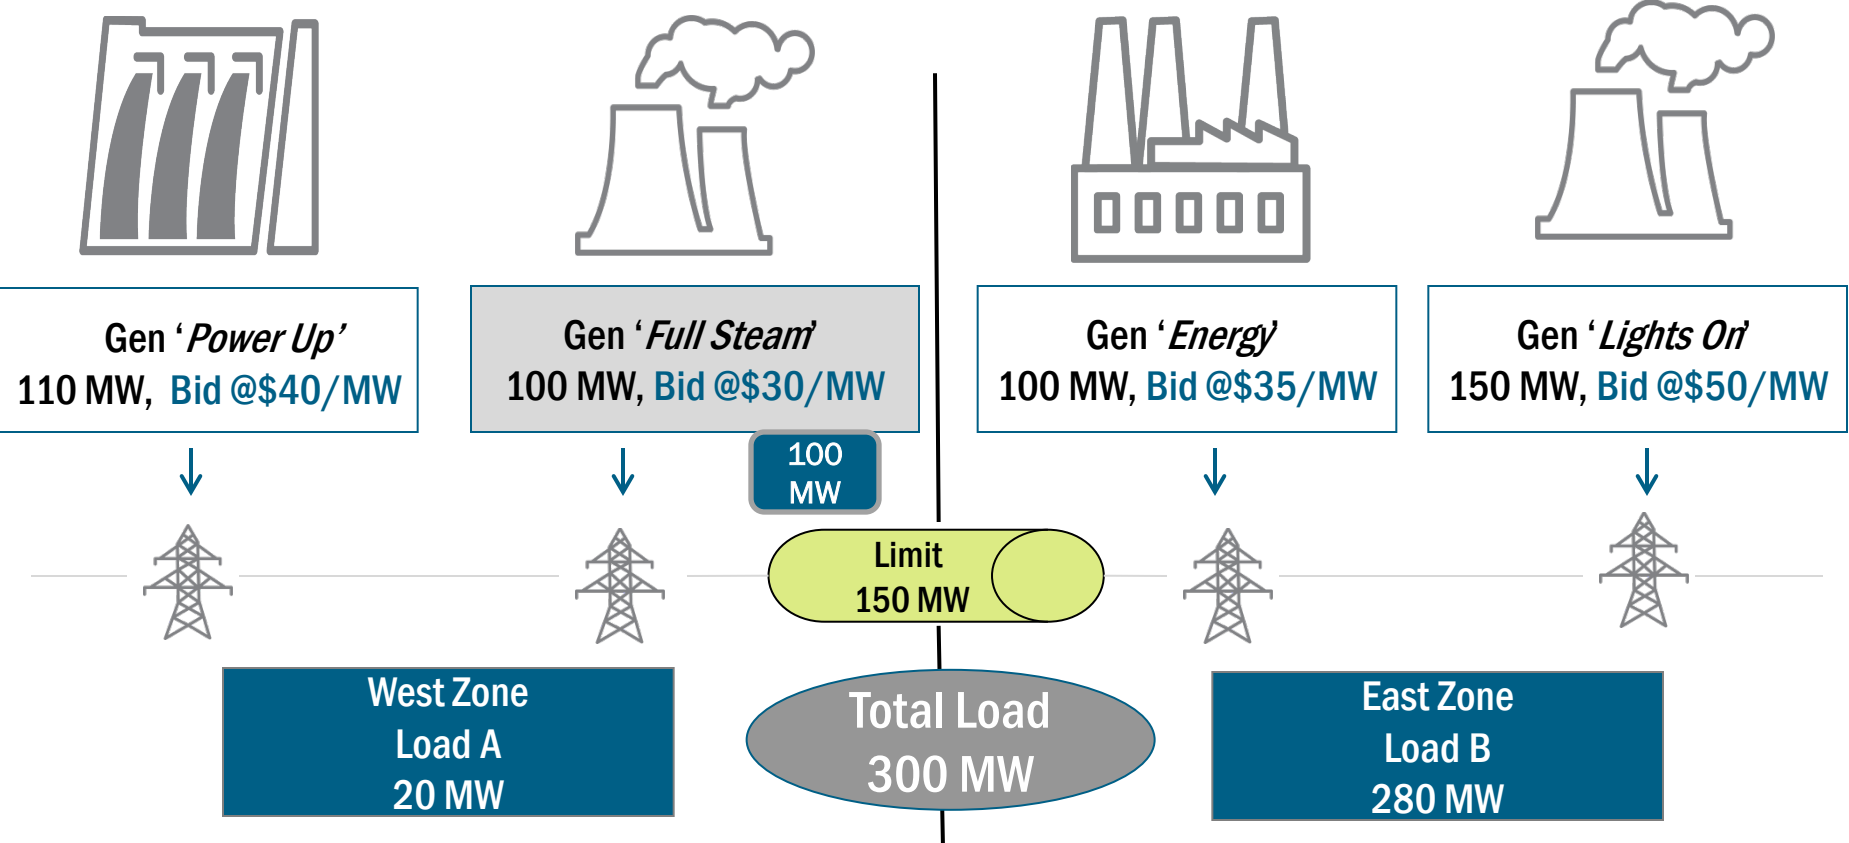 Gen ‘Power Up’
110 MW, Bid @$40/MW
Gen ‘Full Steam’
100 MW, Bid @$30/MW
Gen ‘Energy’
100 MW, Bid @$35/MW
Gen ‘Lights On’
150 MW, Bid @$50/MW
100
MW
Limit
150 MW
West Zone
Load A
20 MW
Total Load
300 MW
East Zone
Load B
280 MW